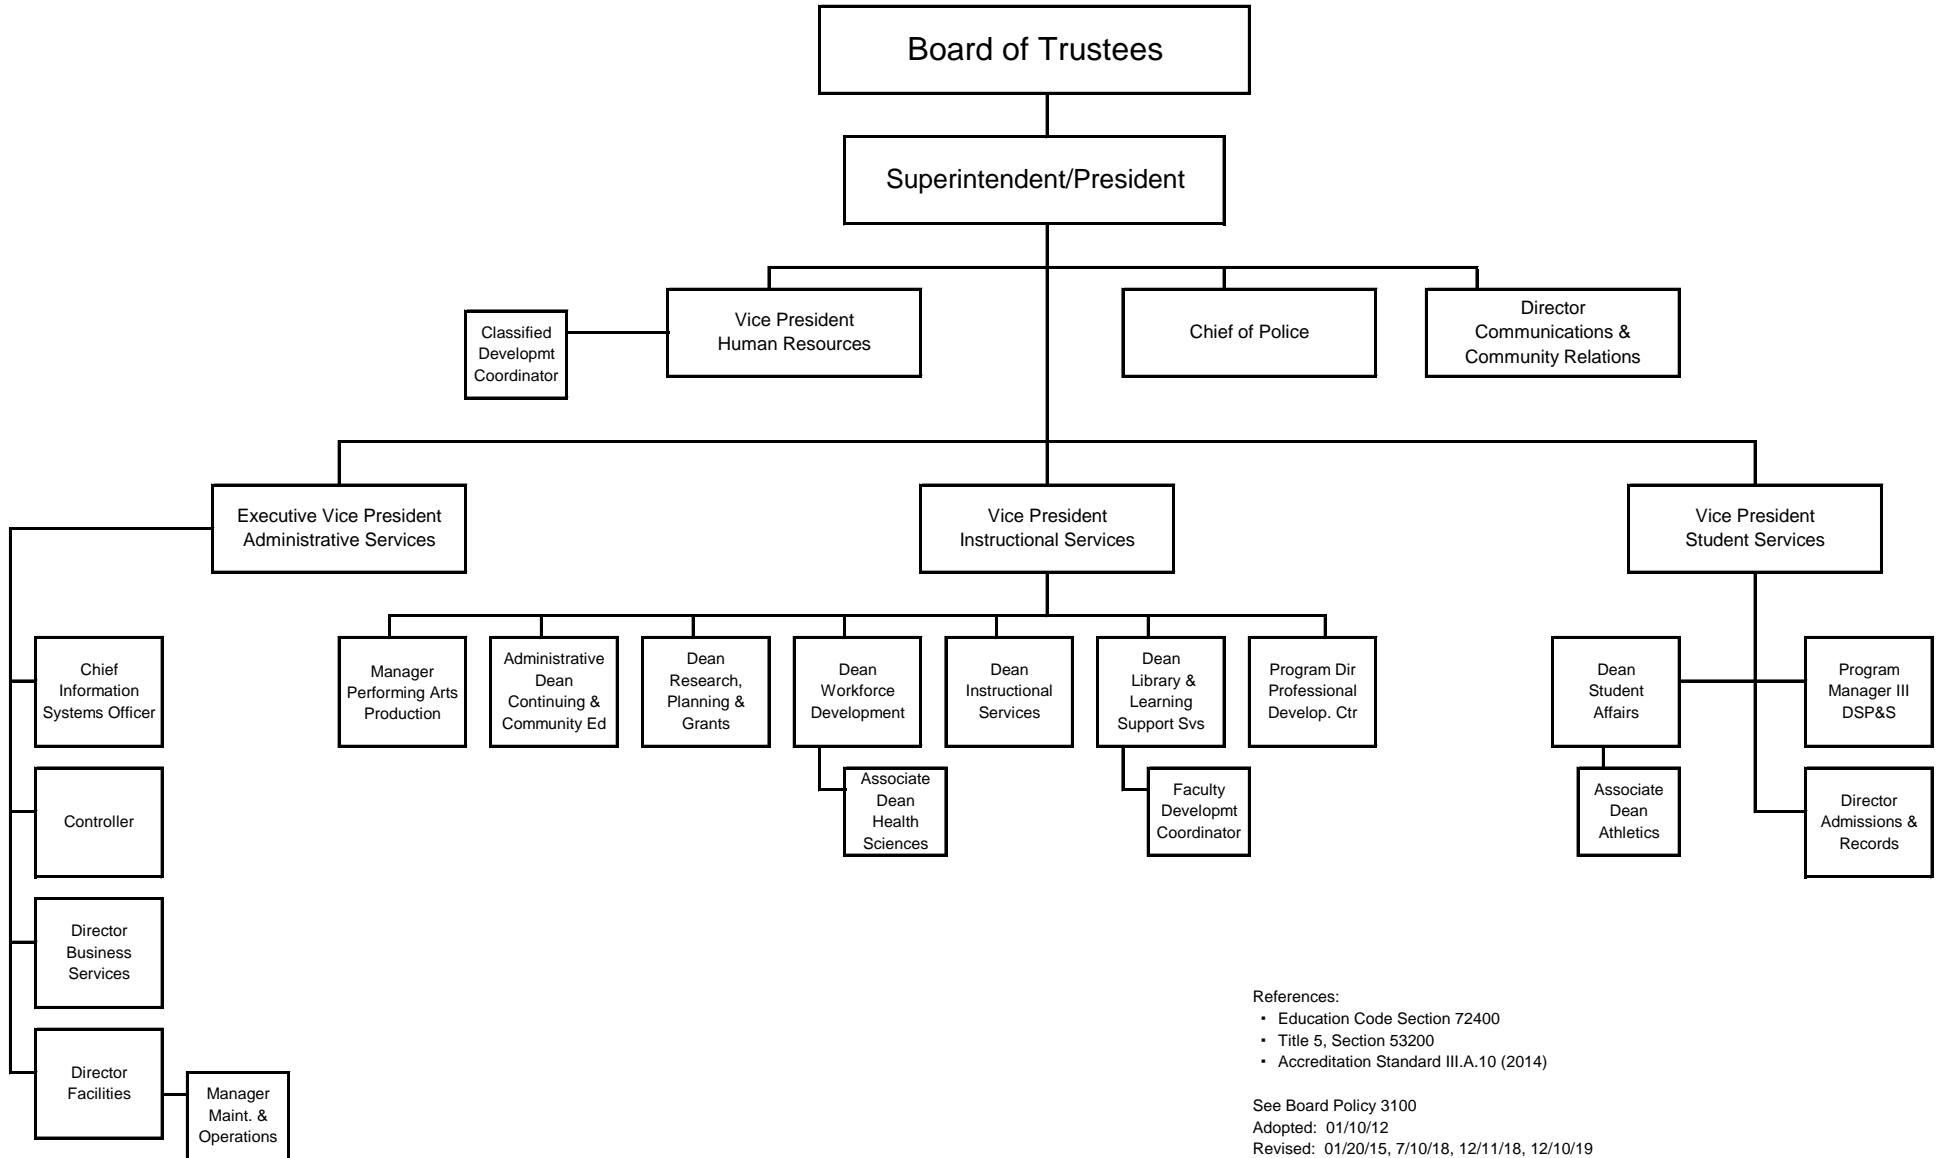 Board of Trustees
Superintendent/President
Classified
Developmt
Coordinator
Vice President
Human Resources
Chief of Police
Director
Communications &
Community Relations
Executive Vice President
Administrative Services
Vice President
Instructional Services
Vice President
Student Services
Chief
Information
Systems Officer
Manager
Performing Arts
Production
Administrative
Dean
Continuing &
Community Ed
Dean
Research,
Planning &
Grants
Dean
Workforce
Development
Dean
Instructional
Services
Dean
Library &
Learning
Support Svs
Program Dir
Professional
Develop. Ctr
Dean
Student
Affairs
Program
Manager III
DSP&S
Controller
Associate
Dean
Health
Sciences
Faculty
Developmt
Coordinator
Associate
Dean
Athletics
Director
Admissions &
Records
Director
Business
Services
Director
Facilities
Manager
Maint. &
Operations
References:
▪ Education Code Section 72400
▪ Title 5, Section 53200
▪ Accreditation Standard III.A.10 (2014)
See Board Policy 3100
Adopted: 01/10/12
Revised: 01/20/15, 7/10/18, 12/11/18, 12/10/19